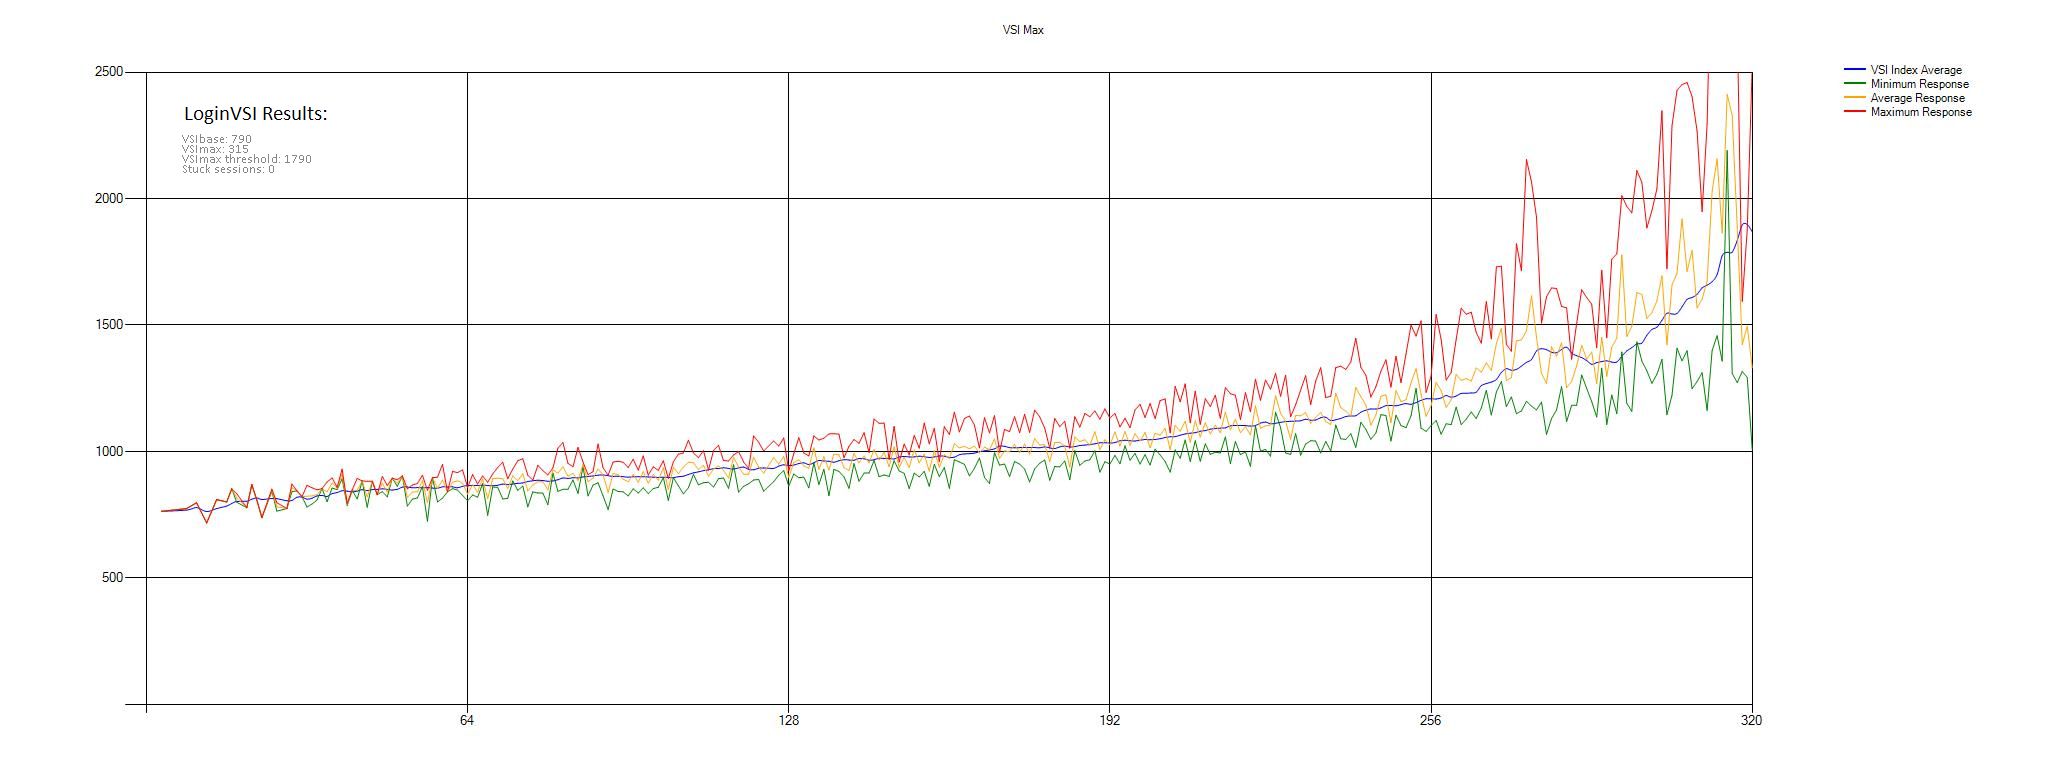 VSI Max
2500
2000
1500
1000
500
64
128
192
256
320
LoginVSI Results:
VSIbase: 790
VSImax: 315
VSImax threshold: 1790
Stuck sessions: 0
VSI Index Average
Minimum Response
Average Response
Maximum Response